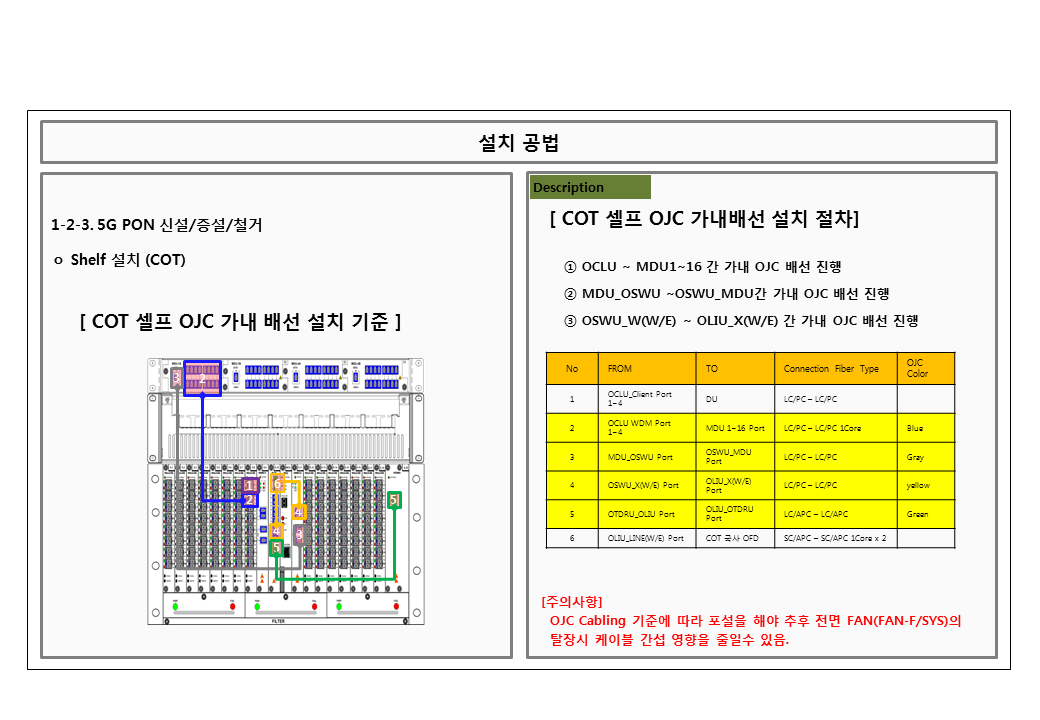 설치 공법
1-2-3. 5G PON 신설/증설/철거
o Shelf 설치 (COT)
[ COT 셀프 OJC 가내 배선 설치 기준 ]
3
2
1
6
2
5
4
4
3
5
FILTER
Description
[ COT 셀프 OJC 가내배선 설치 절차]
① OCLU ~ MDU1~16 간 가내 OJC 배선 진행
② MDU_OSWU ~OSWU_MDU간 가내 OJC 배선 진행
③ OSWU_W(W/E) ~ OLIU_X(W/E) 간 가내 OJC 배선 진행
No FROM TO Connection Fiber Type OJC Color
1 OCLU_Client Port 1~4 DU LC/PC – LC/PC
2 OCLU WDM Port 1~4 MDU 1~16 Port LC/PC – LC/PC 1Core Blue
3 MDU_OSWU Port OSWU_MDU Port LC/PC – LC/PC Gray
4 OSWU_X(W/E) Port OLIU_X(W/E) Port LC/PC – LC/PC yellow
5 OTDRU_OLIU Port OLIU_OTDRU Port LC/APC – LC/APC Green
6 OLIU_LINE(W/E) Port COT 국사 OFD SC/APC – SC/APC 1Core x 2
[주의사항]
OJC Cabling 기준에 따라 포설을 해야 추후 전면 FAN(FAN-F/SYS)의
탈장시 케이블 간섭 영향을 줄일수 있음.